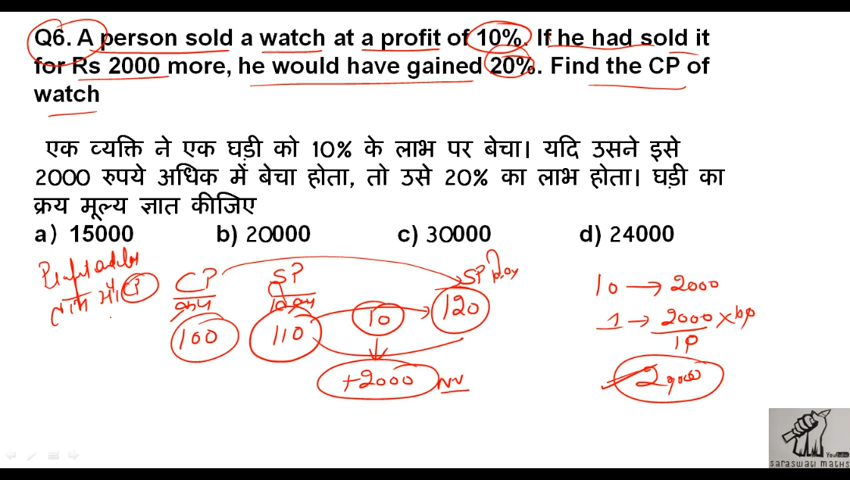 Q6. A person sold a watch at a profit of 10%. If he had sold it
for Rs 2000 more, he would have gained 20%. Find the CP of
watch
एक व्यक्ति ने एक घड़ी को 10% के लाभ पर बेचा। यदि उसने इसे
2000 रुपये अधिक में बेचा होता, तो उसे 20% का लाभ होता। घड़ी का
क्रय मूल्य ज्ञात कीजिए
a) 15000 b) 20000 c) 30000 d) 24000
CP SP SP
क्रय विक्रय
100 110 10 120
+2000
CP
10 → 2000
1 → 2000 ×
10
YouTube
saraswati maths